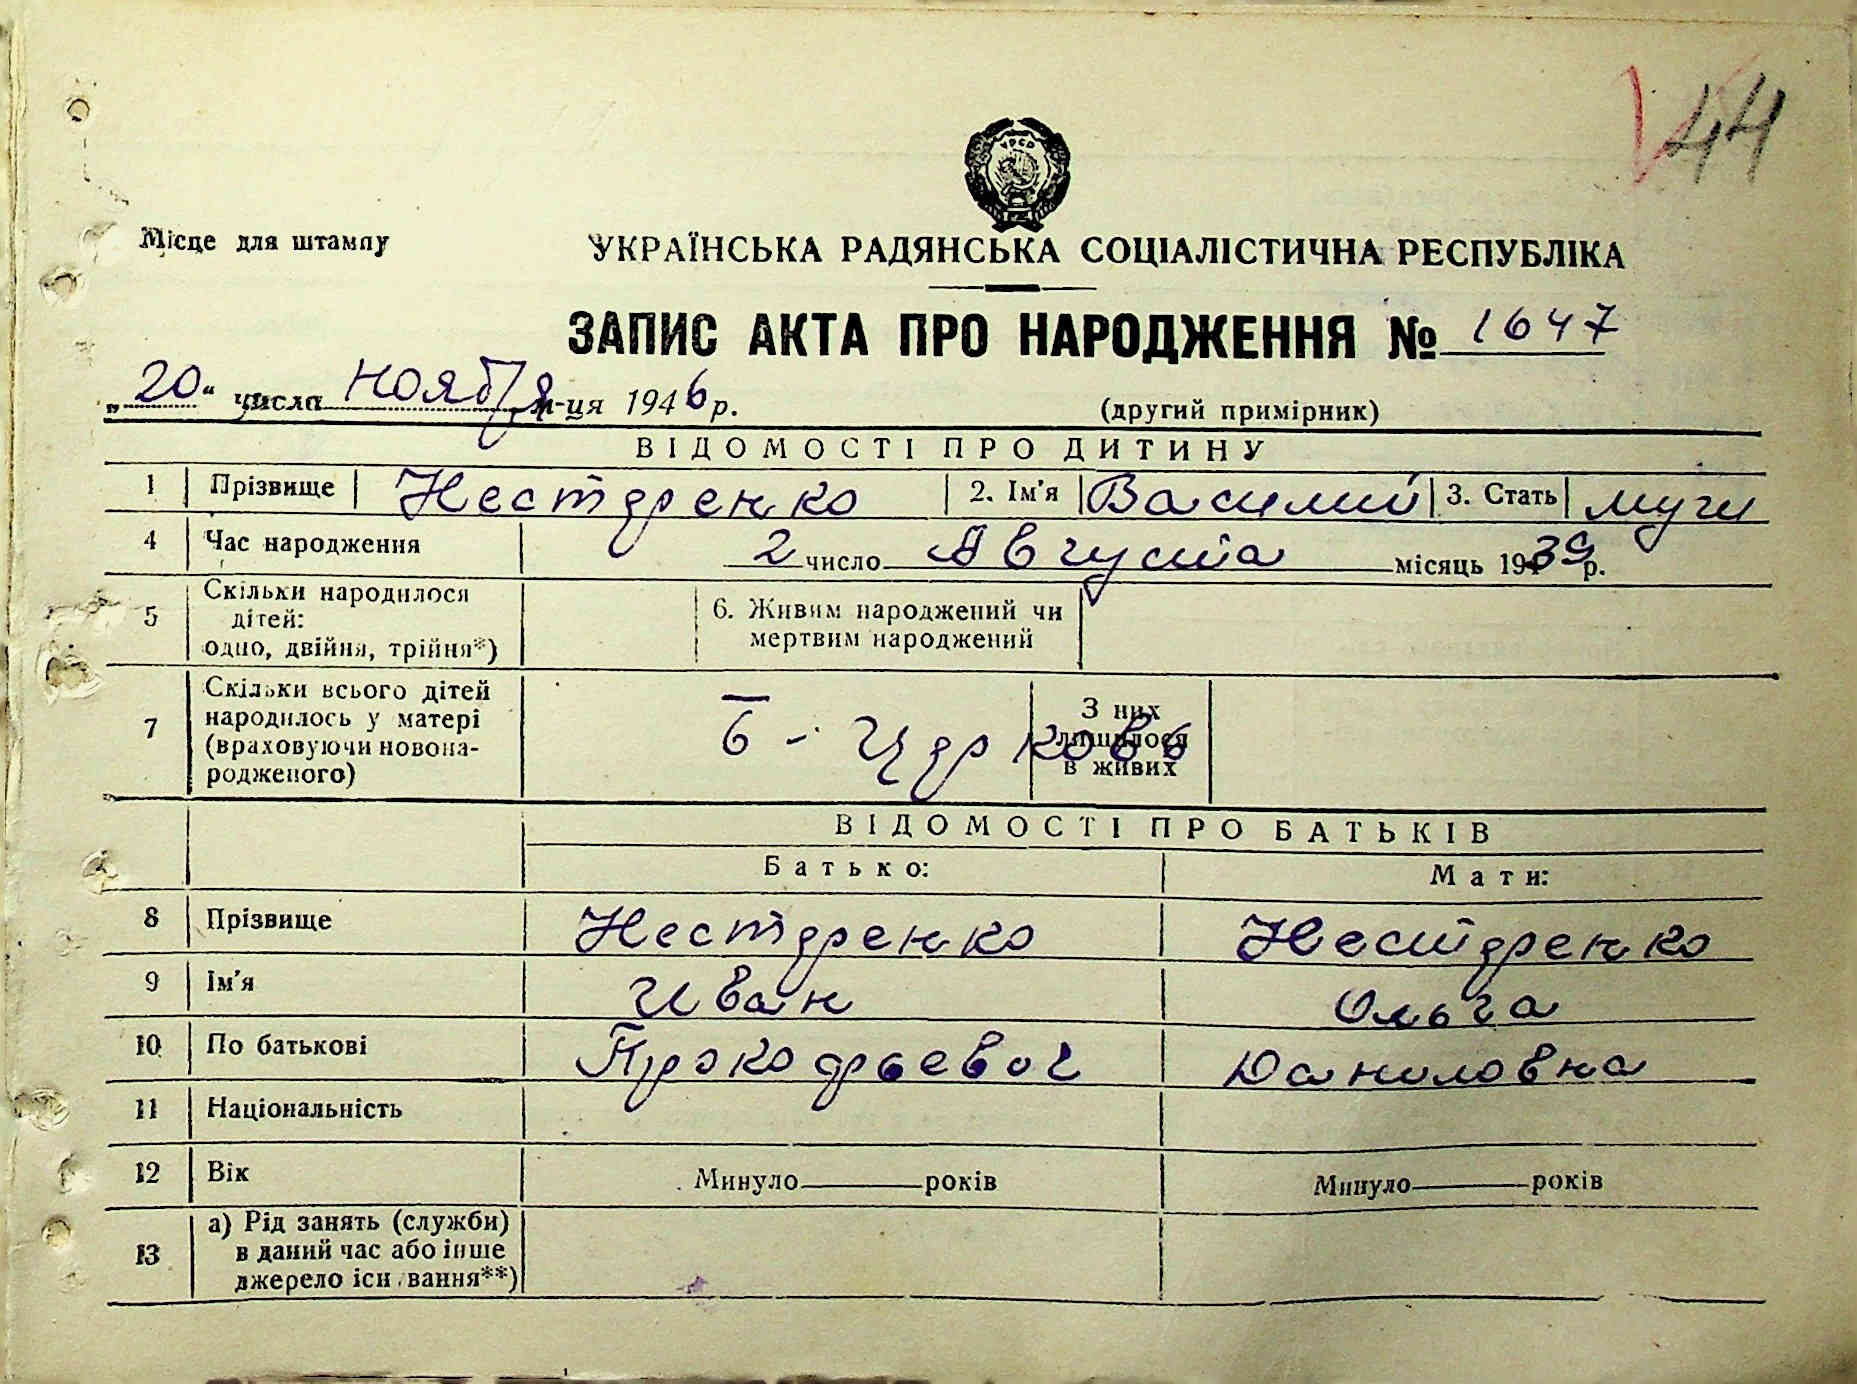 44
УРСР
Місце для штампу
УКРАЇНСЬКА РАДЯНСЬКА СОЦІАЛІСТИЧНА РЕСПУБЛІКА
ЗАПИС АКТА ПРО НАРОДЖЕННЯ № 1647
„20“ числа ноября м-ця 1946 р. (другий примірник)
ВІДОМОСТІ ПРО ДИТИНУ
1 Прізвище Нестеренко 2. Ім'я Василий 3. Стать
4 Час народження 2 число Августа місяць 1939 р.
5 Скільки народилося дітей: одно, двійня, трійня*) 6. Живим народжений чи мертвим народжений
7 Скільки всього дітей народилось у матері (враховуючи новонародженого) З них лишилося в живих
ВІДОМОСТІ ПРО БАТЬКІВ
Батько: Мати:
8 Прізвище Нестеренко Нестеренко
9 Ім'я Иван Ольга
10 По батькові Прокофьевич Даниловна
11 Національність
12 Вік Минуло років Минуло років
13 а) Рід занять (служби) в даний час або інше джерело існування**)